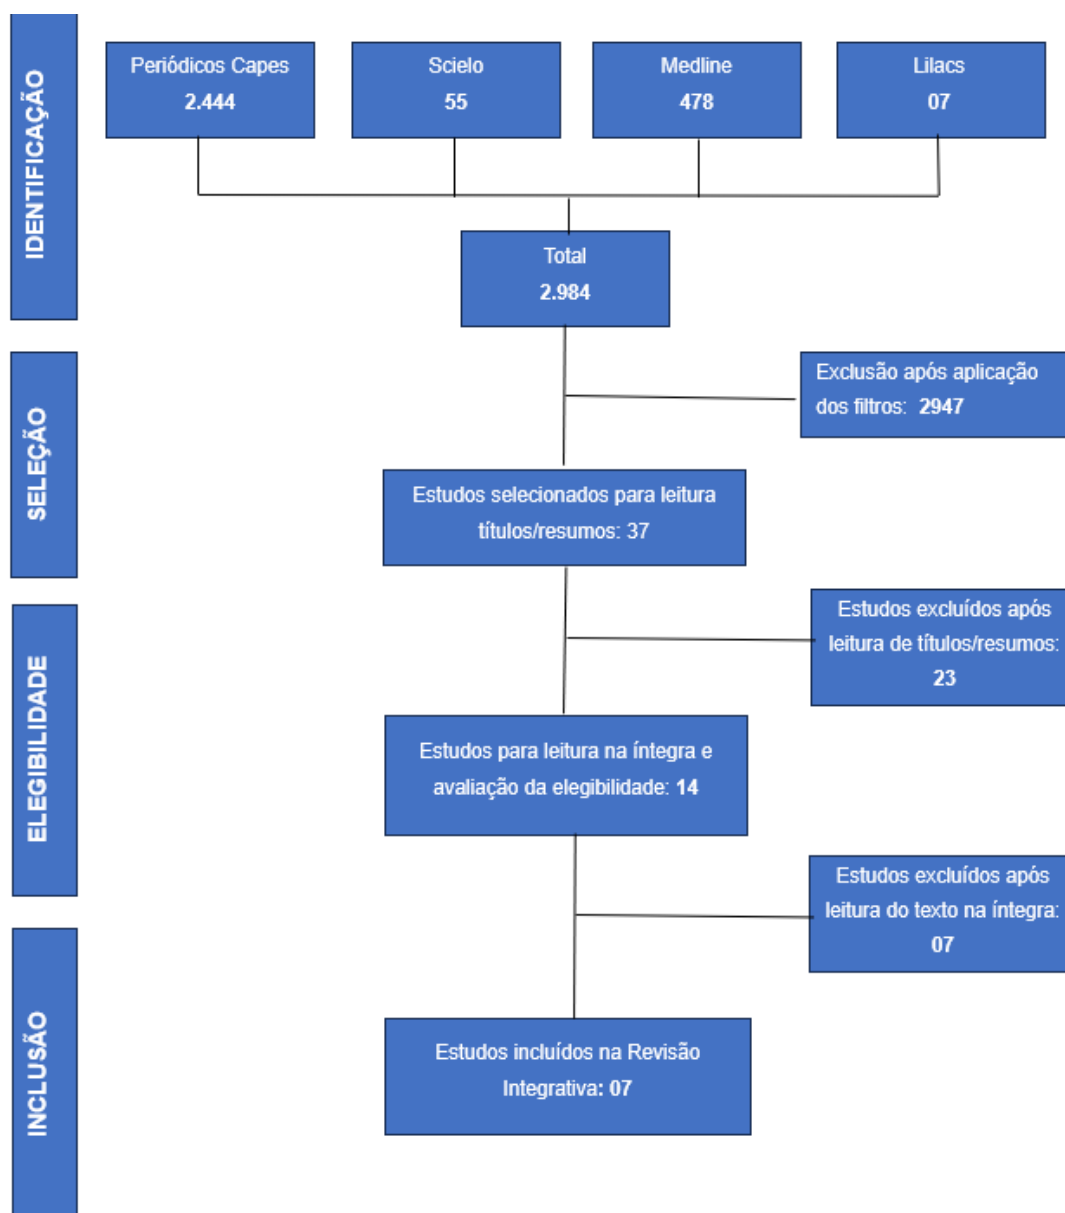 IDENTIFICAÇÃO
Periódicos Capes
2.444
Scielo
55
Medline
478
Lilacs
07
Total
2.984
SELEÇÃO
Exclusão após aplicação
dos filtros: 2947
Estudos selecionados para leitura
títulos/resumos: 37
ELEGIBILIDADE
Estudos excluídos após
leitura de títulos/resumos:
23
Estudos para leitura na íntegra e
avaliação da elegibilidade: 14
Estudos excluídos após
leitura do texto na íntegra:
07
INCLUSÃO
Estudos incluídos na Revisão
Integrativa: 07